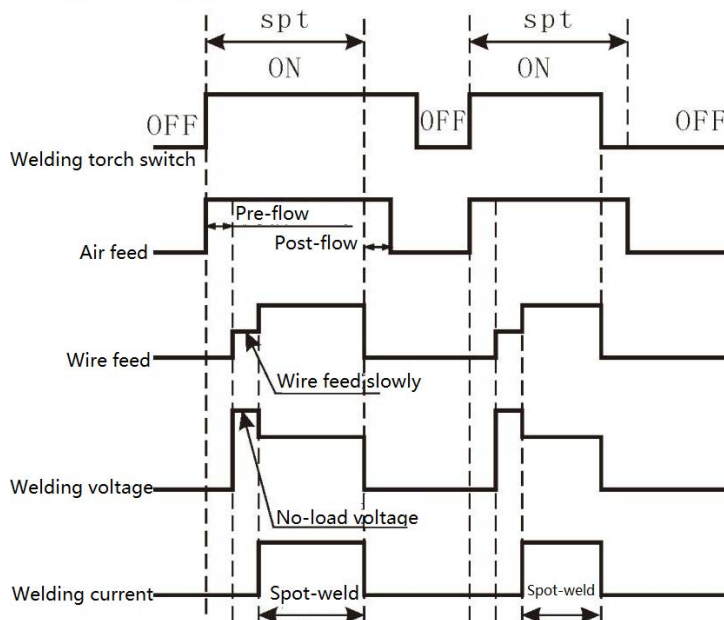 spt spt
ON ON
OFF OFF OFF
Welding torch switch
Pre-flow
Post-flow
Air feed
Wire feed
Wire feed slowly
Welding voltage
No-load voltage
Welding current
Spot-weld Spot-weld